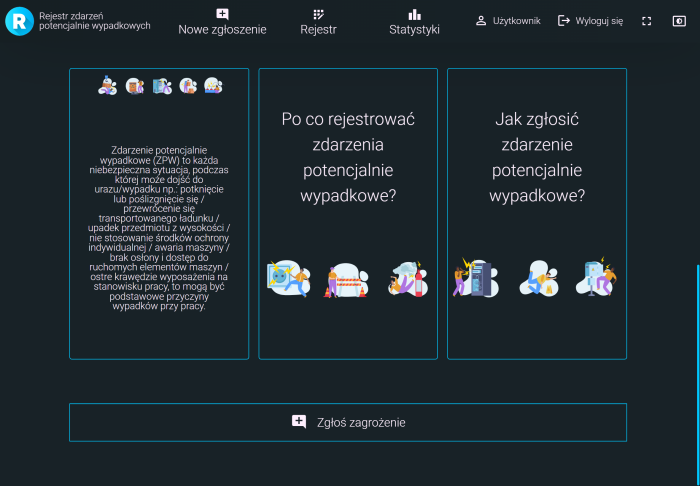 R
Rejestr zdarzeń
potencjalnie wypadkowych
Nowe zgłoszenie
Rejestr
Statystyki
Użytkownik
Wyloguj się
Zdarzenie potencjalnie
wypadkowe (ZPW) to każda
niebezpieczna sytuacja, podczas
której może dojść do
urazu/wypadku np.: potknięcie
lub poślizgnięcie się /
przewrócenie się
transportowanego ładunku /
upadek przedmiotu z wysokości /
nie stosowanie środków ochrony
indywidualnej / awaria maszyny /
brak osłony i dostęp do
ruchomych elementów maszyn /
ostre krawędzie wyposażenia na
stanowisku pracy, to mogą być
podstawowe przyczyny
wypadków przy pracy.
Po co rejestrować
zdarzenia
potencjalnie
wypadkowe?
Jak zgłosić
zdarzenie
potencjalnie
wypadkowe?
Zgłoś zagrożenie